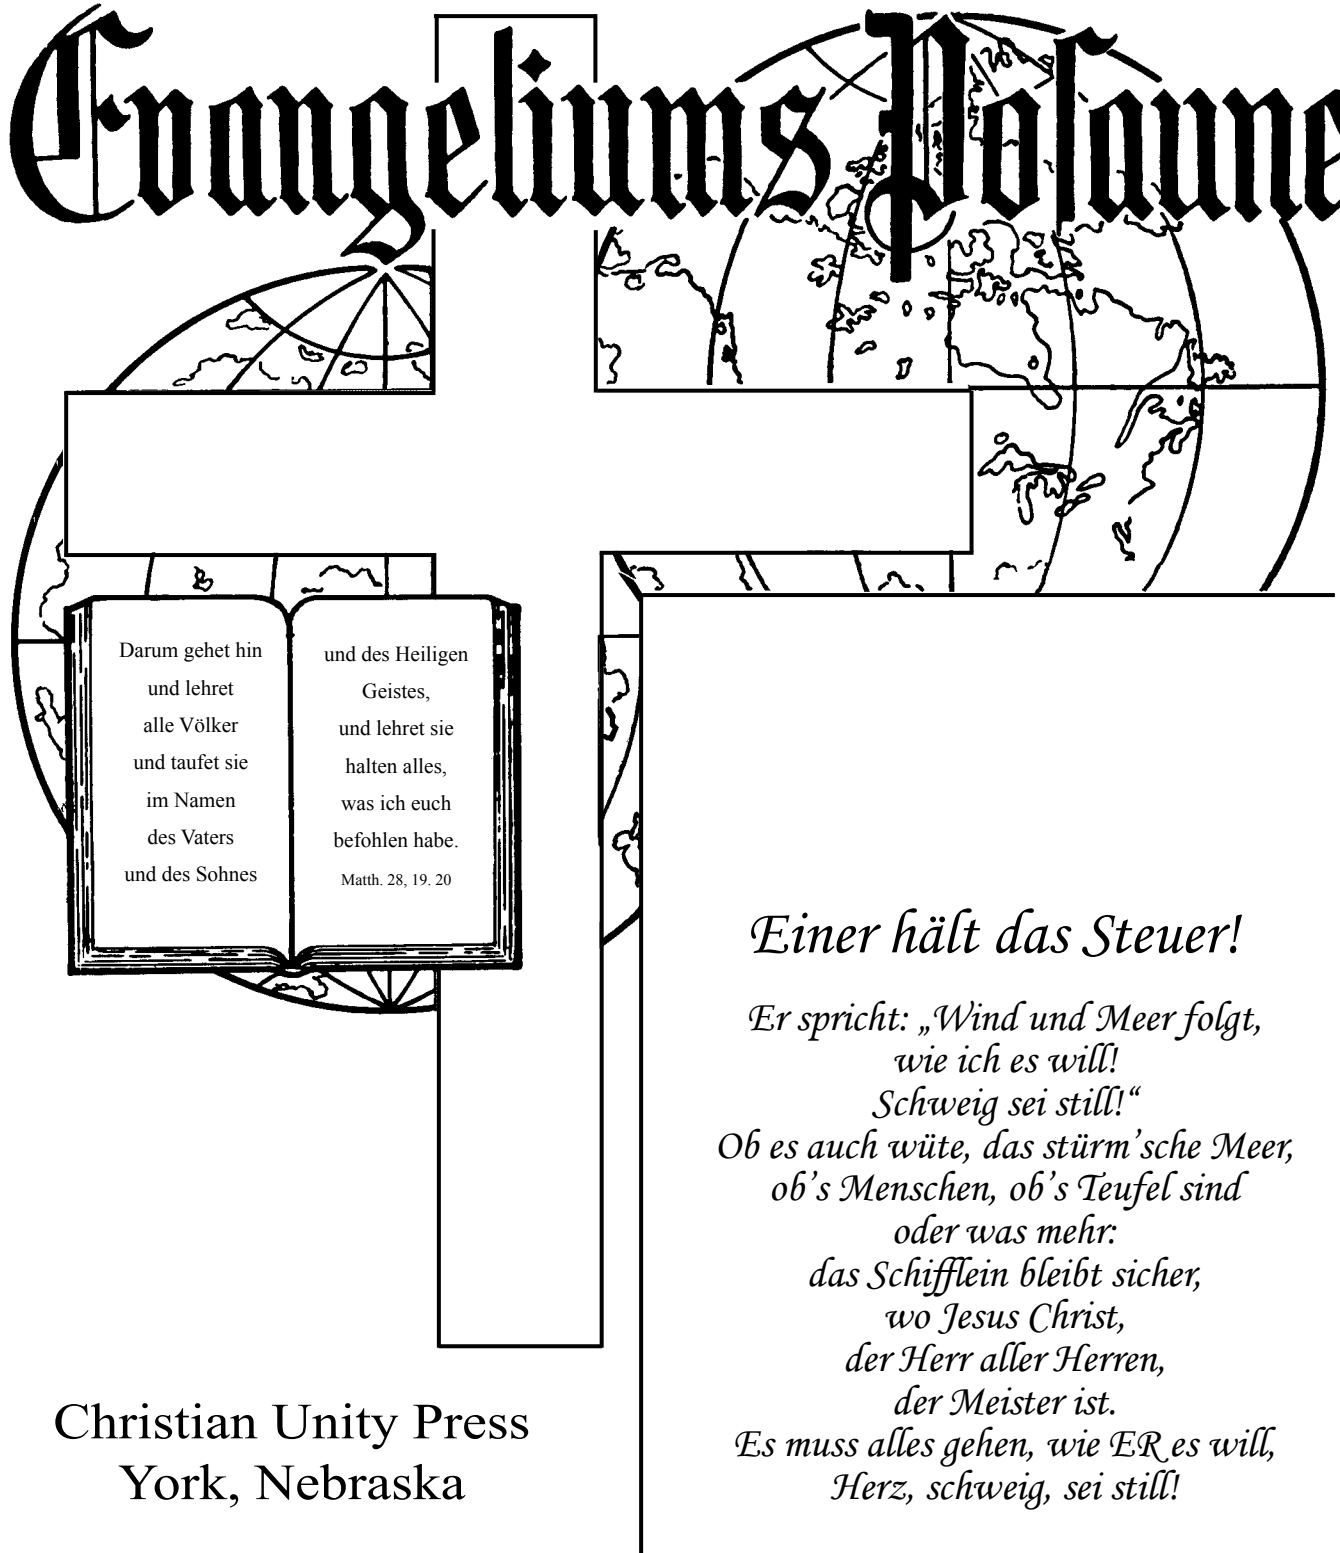 Evangeliums Posaune
Darum gehet hin
und lehret
alle Völker
und taufet sie
im Namen
des Vaters
und des Sohnes
und des Heiligen
Geistes,
und lehret sie
halten alles,
was ich euch
befohlen habe.
Matth. 28, 19. 20
Einer hält das Steuer!
Er spricht: „Wind und Meer folgt,
wie ich es will!
Schweig sei still!“
Ob es auch wüte, das stürm’sche Meer,
ob’s Menschen, ob’s Teufel sind
oder was mehr:
das Schifflein bleibt sicher,
wo Jesus Christ,
der Herr aller Herren,
der Meister ist.
Es muss alles gehen, wie ER es will,
Herz, schweig, sei still!
Christian Unity Press
York, Nebraska